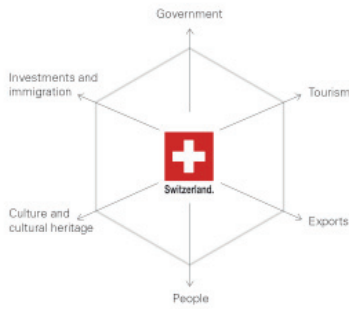 Government
Investments and
immigration
Tourism
Switzerland.
Culture and
cultural heritage
Exports
People